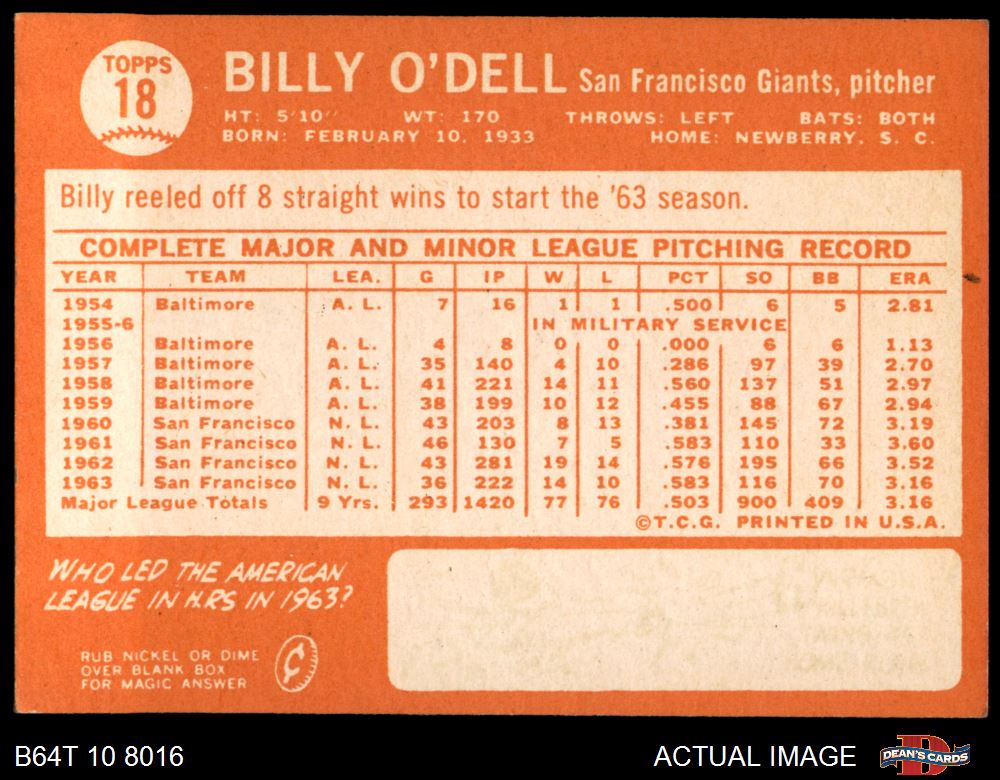 TOPPS
18
BILLY O'DELL San Francisco Giants, pitcher
HT: 5'10" WT: 170 THROWS: LEFT BATS: BOTH
BORN: FEBRUARY 10, 1933 HOME: NEWBERRY, S. C.
Billy reeled off 8 straight wins to start the '63 season.
COMPLETE MAJOR AND MINOR LEAGUE PITCHING RECORD
YEAR TEAM LEA. G IP W L PCT SO BB ERA
1954 Baltimore A. L. 7 16 1 1 .500 6 5 2.81
1955-6 IN MILITARY SERVICE
1956 Baltimore A. L. 4 8 0 0 .000 6 6 1.13
1957 Baltimore A. L. 35 140 4 10 .286 97 39 2.70
1958 Baltimore A. L. 41 221 14 11 .560 137 51 2.97
1959 Baltimore A. L. 38 199 10 12 .455 88 67 2.94
1960 San Francisco N. L. 43 203 8 13 .381 145 72 3.19
1961 San Francisco N. L. 46 130 7 5 .583 110 33 3.60
1962 San Francisco N. L. 43 281 19 14 .576 195 66 3.52
1963 San Francisco N. L. 36 222 14 10 .583 116 70 3.16
Major League Totals 9 Yrs. 293 1420 77 76 .503 900 409 3.16
©T.C.G. PRINTED IN U.S.A.
WHO LED THE AMERICAN
LEAGUE IN H.RS IN 1963?
RUB NICKEL OR DIME
OVER BLANK BOX
FOR MAGIC ANSWER
¢
B64T 10 8016 ACTUAL IMAGE DEAN'S CARDS